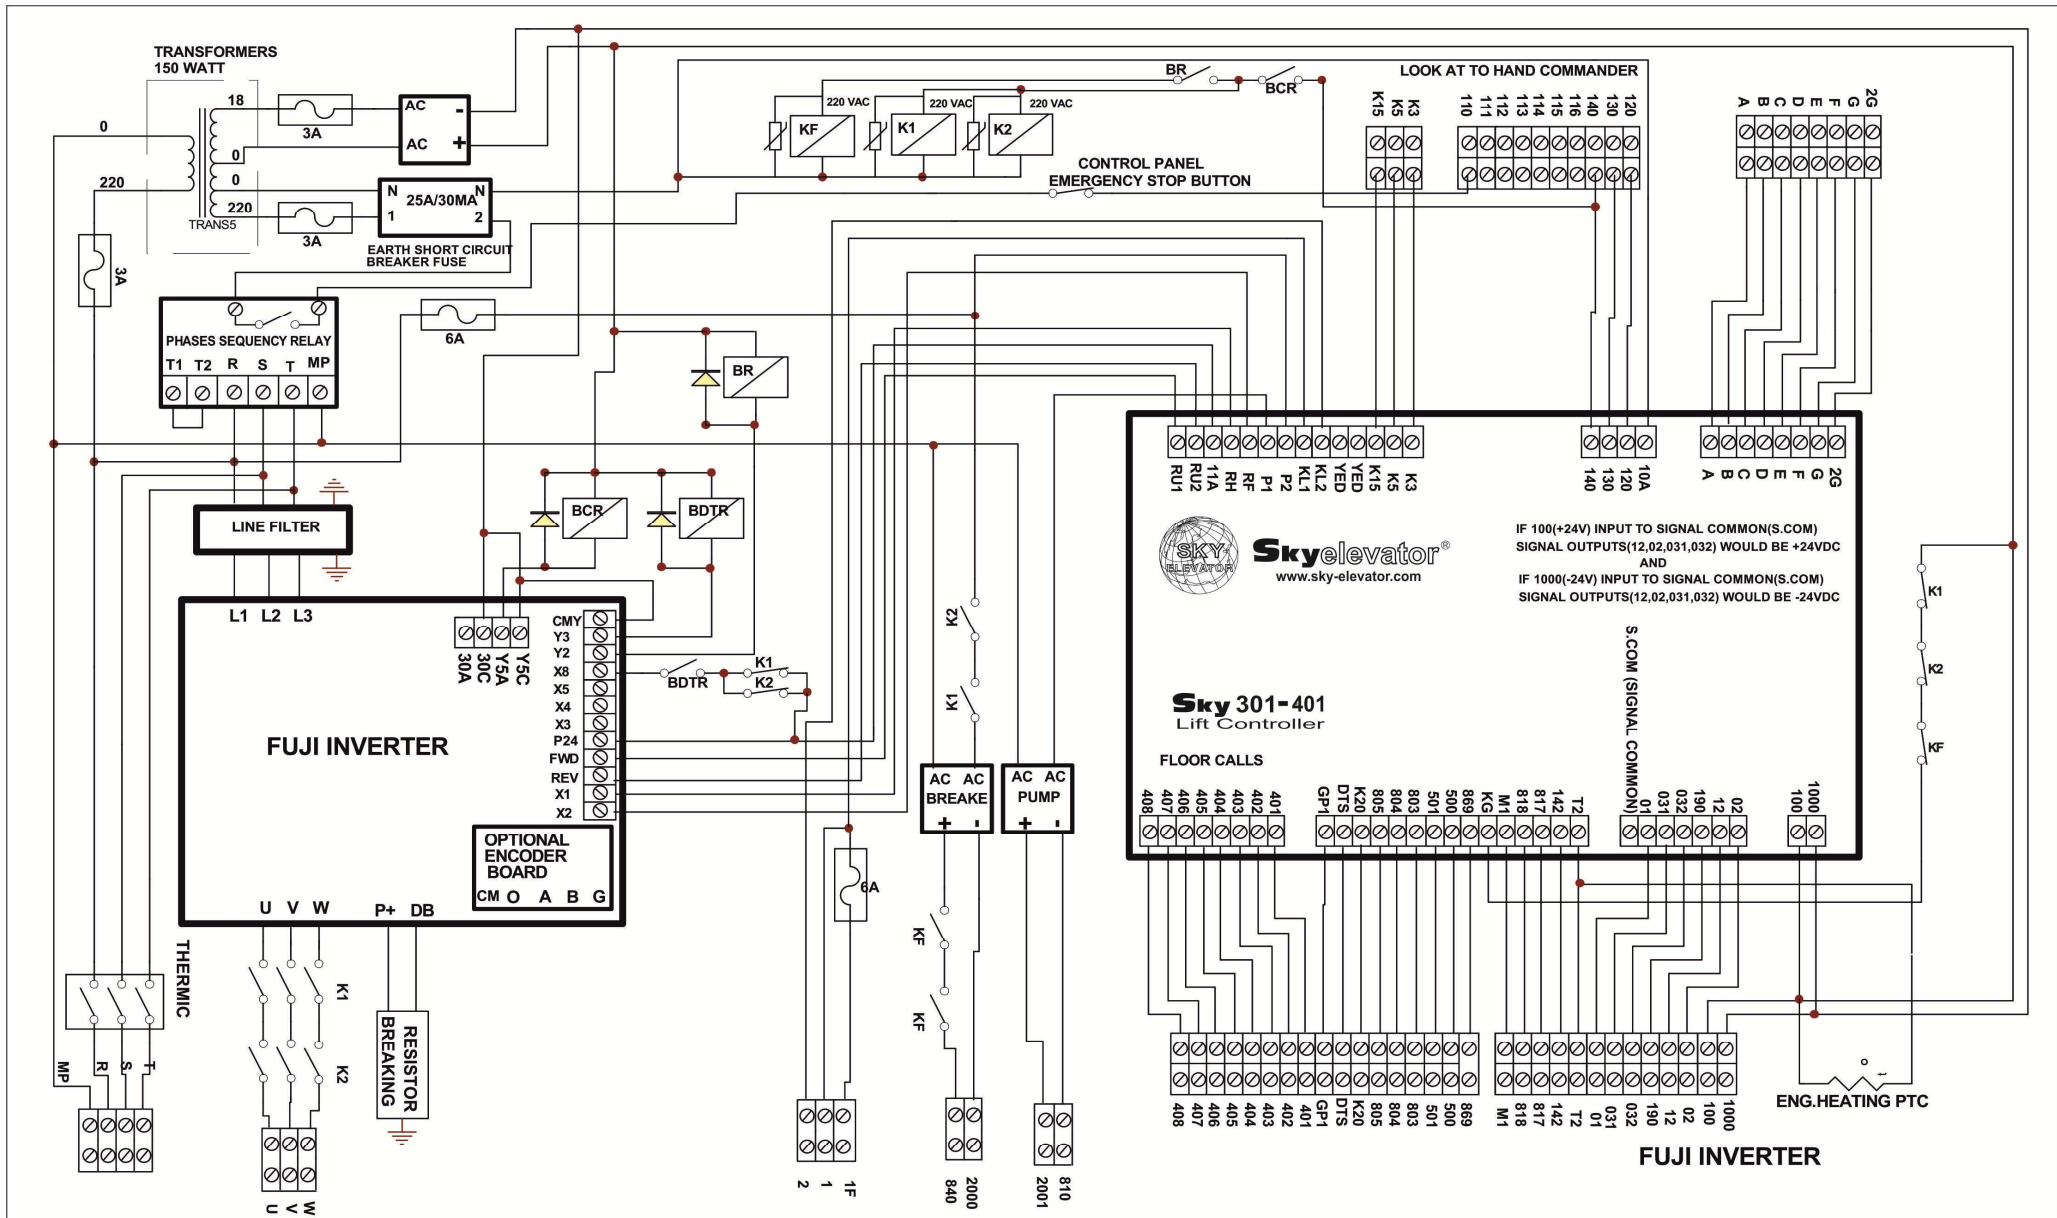 TRANSFORMERS
150 WATT
18
0
0
220
0
220
TRANS5
3A
3A
3A
AC -
AC +
N N
25A/30MA
1 2
EARTH SHORT CIRCUIT
BREAKER FUSE
220 VAC
220 VAC
220 VAC
KF
K1
K2
BR
BCR
LOOK AT TO HAND COMMANDER
CONTROL PANEL
EMERGENCY STOP BUTTON
K15 K5 K3
110 111 112 113 114 115 116 140 130 120
A B C D E F G 2G
PHASES SEQUENCY RELAY
T1 T2 R S T MP
6A
BR
BCR
BDTR
LINE FILTER
L1 L2 L3
30A 30C Y5A Y5C
CMY
Y3
Y2
X8
X5
X4
X3
P24
FWD
REV
X1
X2
BDTR
K1
K2
FUJI INVERTER
OPTIONAL
ENCODER
BOARD
CM O A B G
U V W
P+ DB
THERMIC
K1
K2
RESISTOR
BREAKING
MP R S T
U V W
K2
K1
AC AC
BREAKE
+ -
AC AC
PUMP
+ -
6A
KF
KF
2 1 1F
840 2000
2001 810
RU1 RU2 11A RH RF P1 P2 KL1 KL2 YED YED K15 K5 K3
140 130 120 10A
A B C D E F G 2G
SKY-
ELEVATOR
Skyelevator®
www.sky-elevator.com
IF 100(+24V) INPUT TO SIGNAL COMMON(S.COM)
SIGNAL OUTPUTS(12,02,031,032) WOULD BE +24VDC
AND
IF 1000(-24V) INPUT TO SIGNAL COMMON(S.COM)
SIGNAL OUTPUTS(12,02,031,032) WOULD BE -24VDC
Sky 301-401
Lift Controller
FLOOR CALLS
S.COM (SIGNAL COMMON)
408 407 406 405 404 403 402 401
GP1 DTS K20 805 804 803 501 500 869 KG M1 818 817 142 T2
01 031 032 190 12 02
100 1000
K1
K2
KF
408 407 406 405 404 403 402 401 GP1 DTS K20 805 804 803 501 500 869
M1 818 817 142 T2 01 031 032 190 12 02 100 1000
o
t
ENG.HEATING PTC
FUJI INVERTER